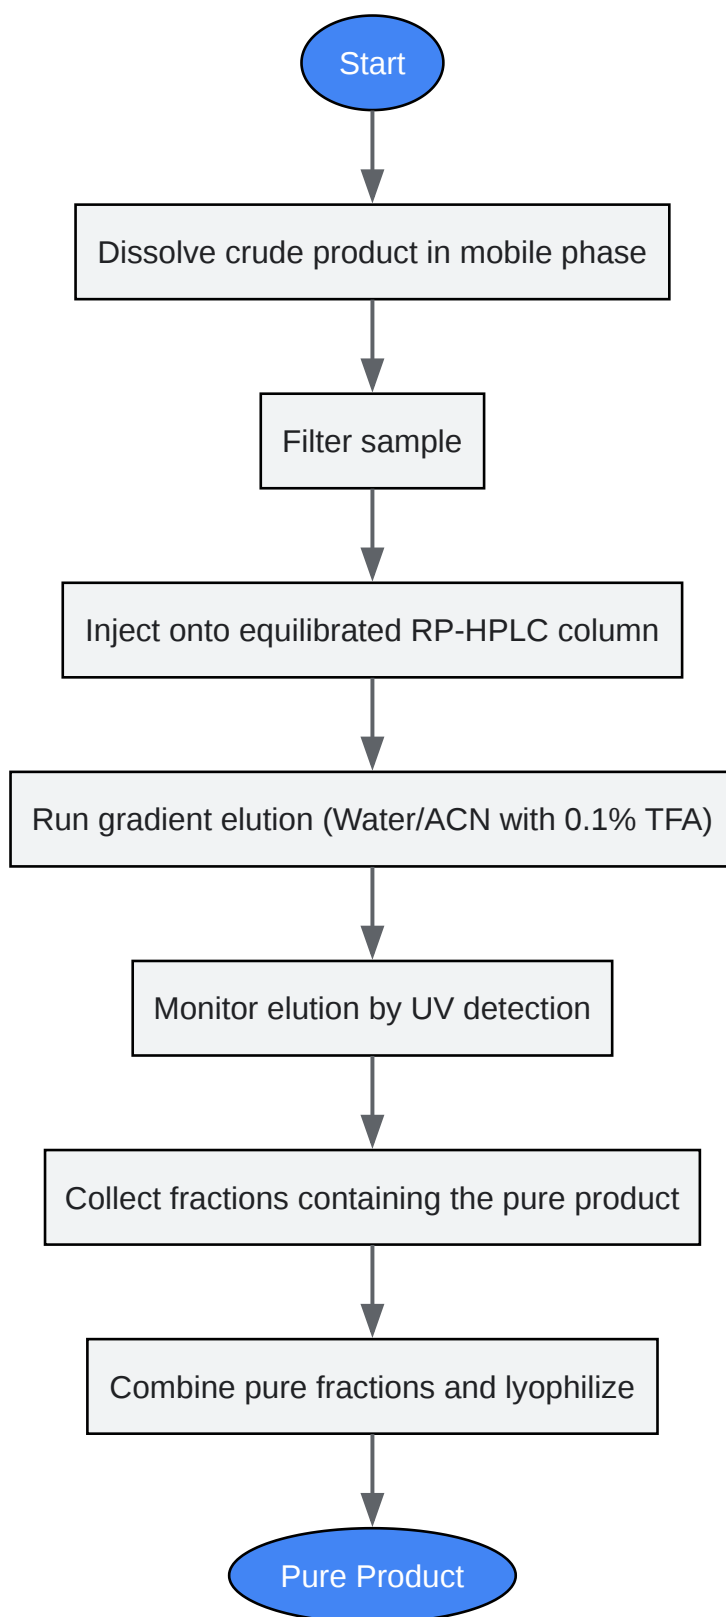 Start
Dissolve crude product in mobile phase
Filter sample
Inject onto equilibrated RP-HPLC column
Run gradient elution (Water/ACN with 0.1% TFA)
Monitor elution by UV detection
Collect fractions containing the pure product
Combine pure fractions and lyophilize
Pure Product